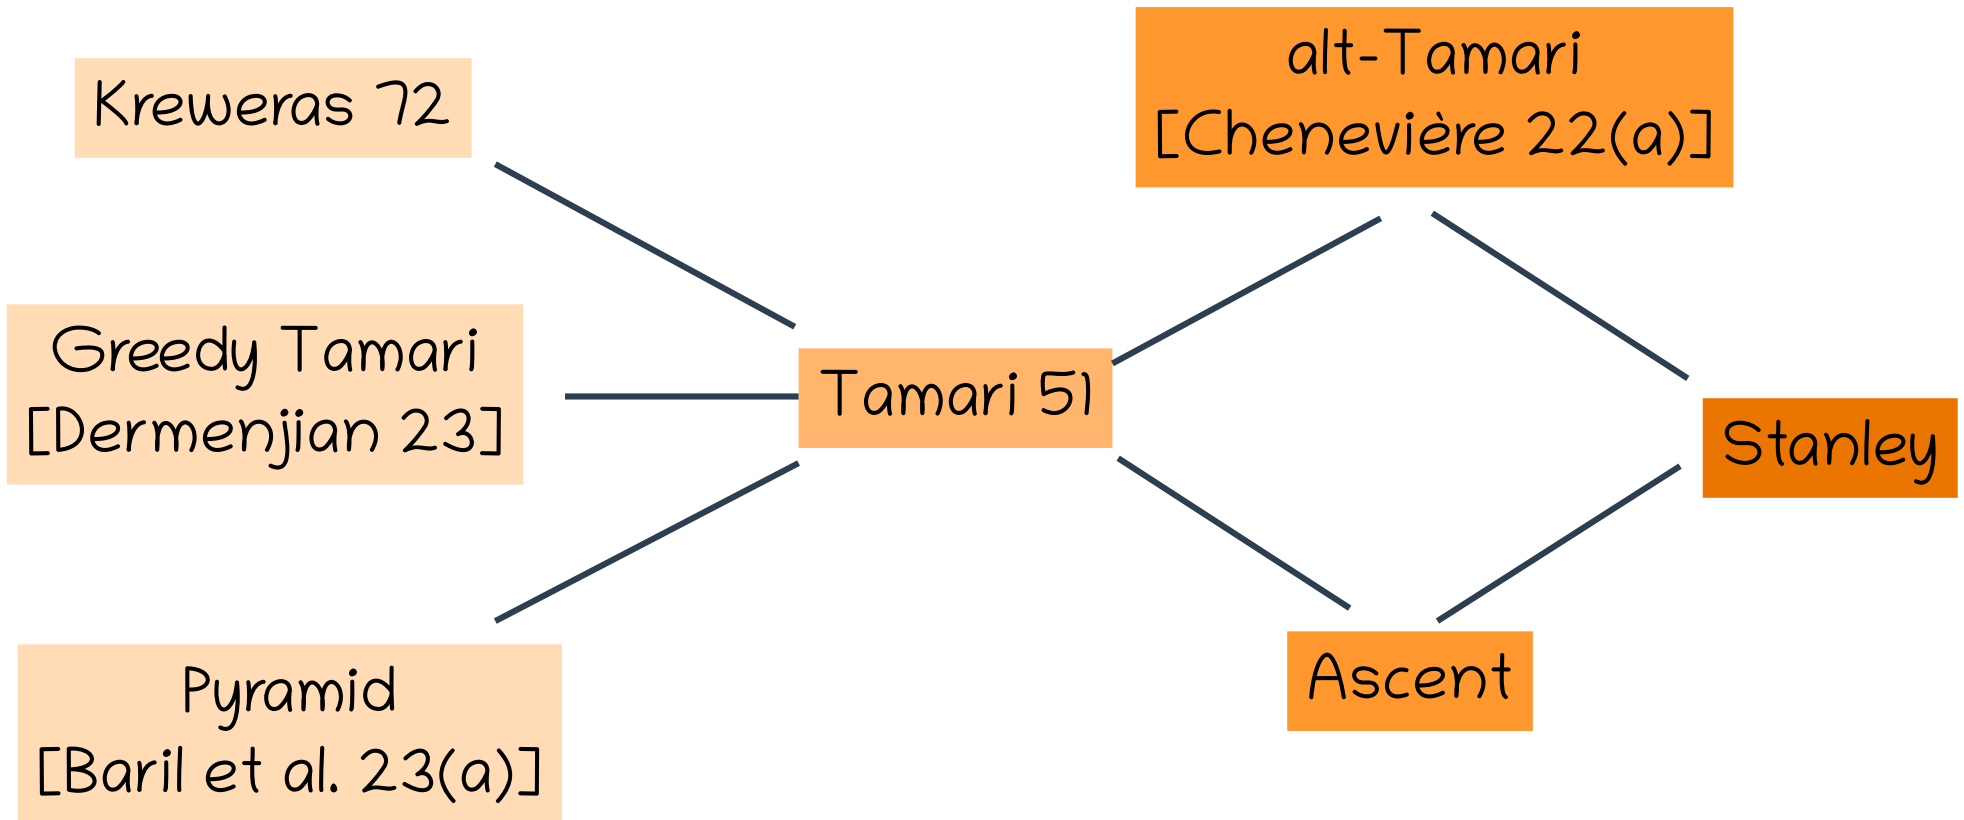 Kreweras 72
Greedy Tamari
[Dermenjian 23]
Pyramid
[Baril et al. 23(a)]
Tamari 51
alt-Tamari
[Chenevière 22(a)]
Ascent
Stanley